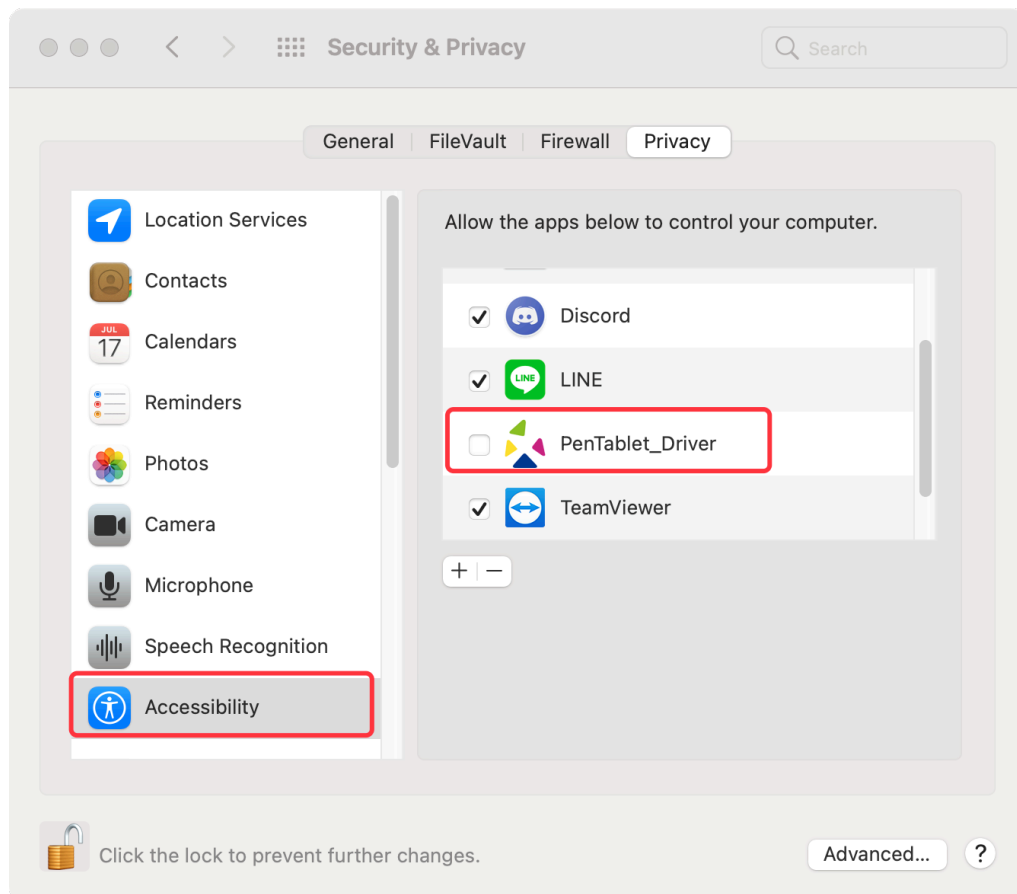 Security & Privacy
Search
General
FileVault
Firewall
Privacy
Location Services
Contacts
JUL
17
Calendars
Reminders
Photos
Camera
Microphone
Speech Recognition
Accessibility
Allow the apps below to control your computer.
Discord
LINE
LINE
PenTablet_Driver
TeamViewer
+ −
Click the lock to prevent further changes.
Advanced...
?